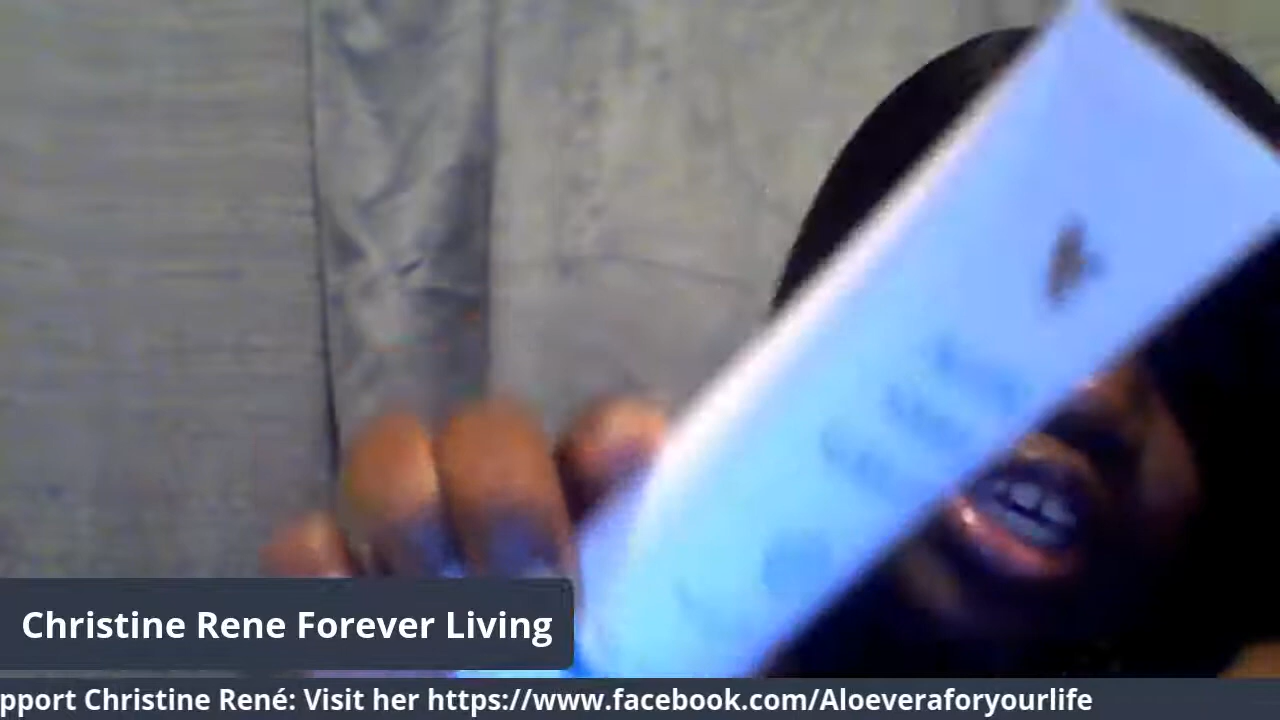 Christine Rene Forever Living
pport Christine René: Visit her https://www.facebook.com/Aloeveraforyourlife